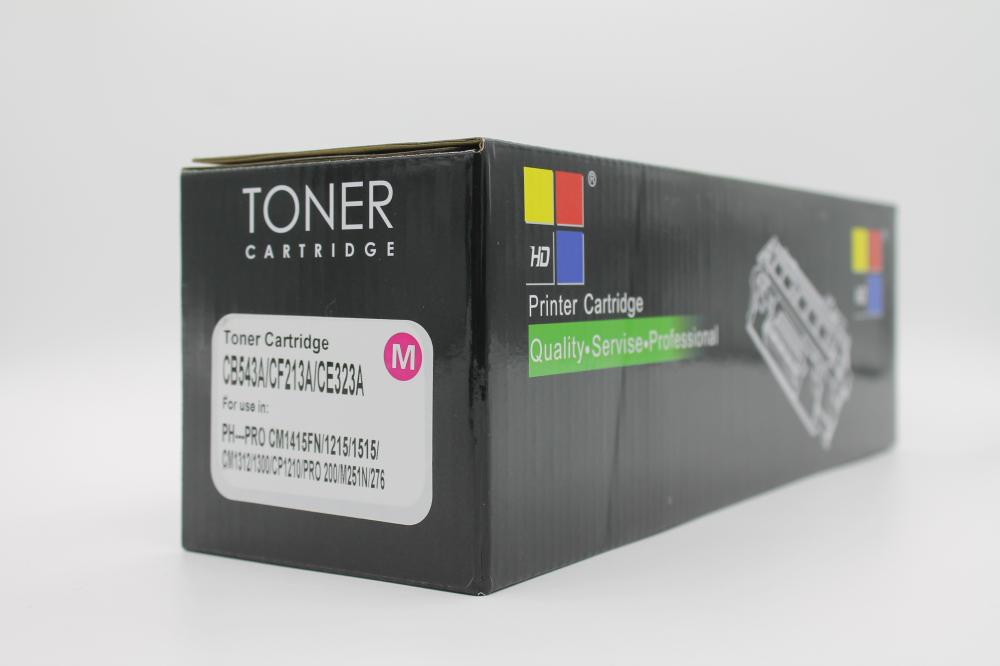 TONER
CARTRIDGE
Toner Cartridge
M
CB543A/CF213A/CE323A
For use in:
PH—PRO CM1415FN/1215/1515/
CM1312/1300/CP1210/PRO 200/M251N/276
®
HD
Printer Cartridge
Quality•Servise•Professional
HD